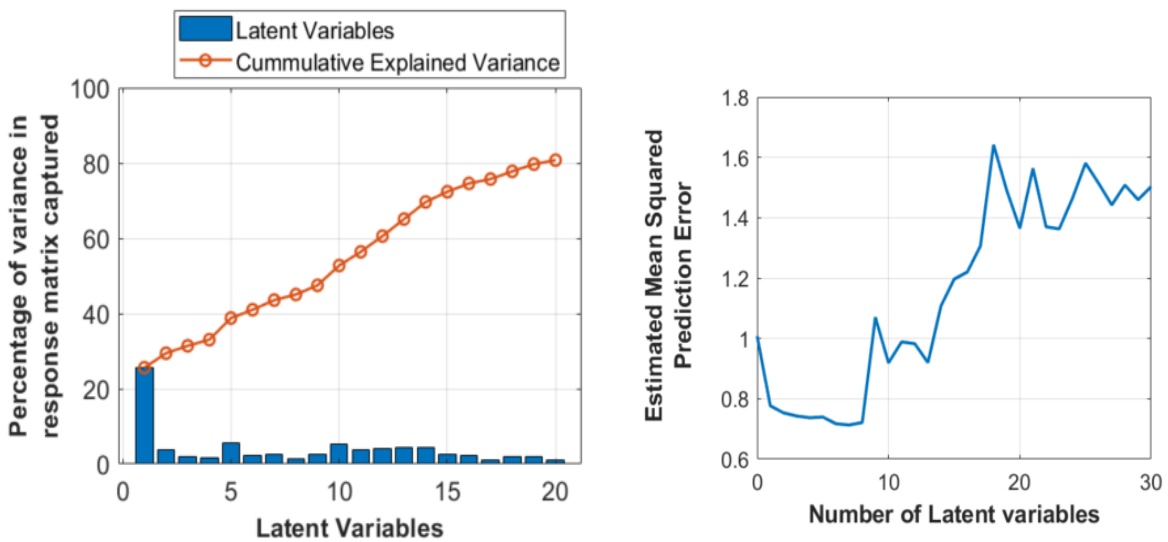 Latent Variables
Cummulative Explained Variance
Percentage of variance in
response matrix captured
100
80
60
40
20
0
0 5 10 15 20
Latent Variables
Estimated Mean Squared
Prediction Error
1.8
1.6
1.4
1.2
1
0.8
0.6
0 10 20 30
Number of Latent variables